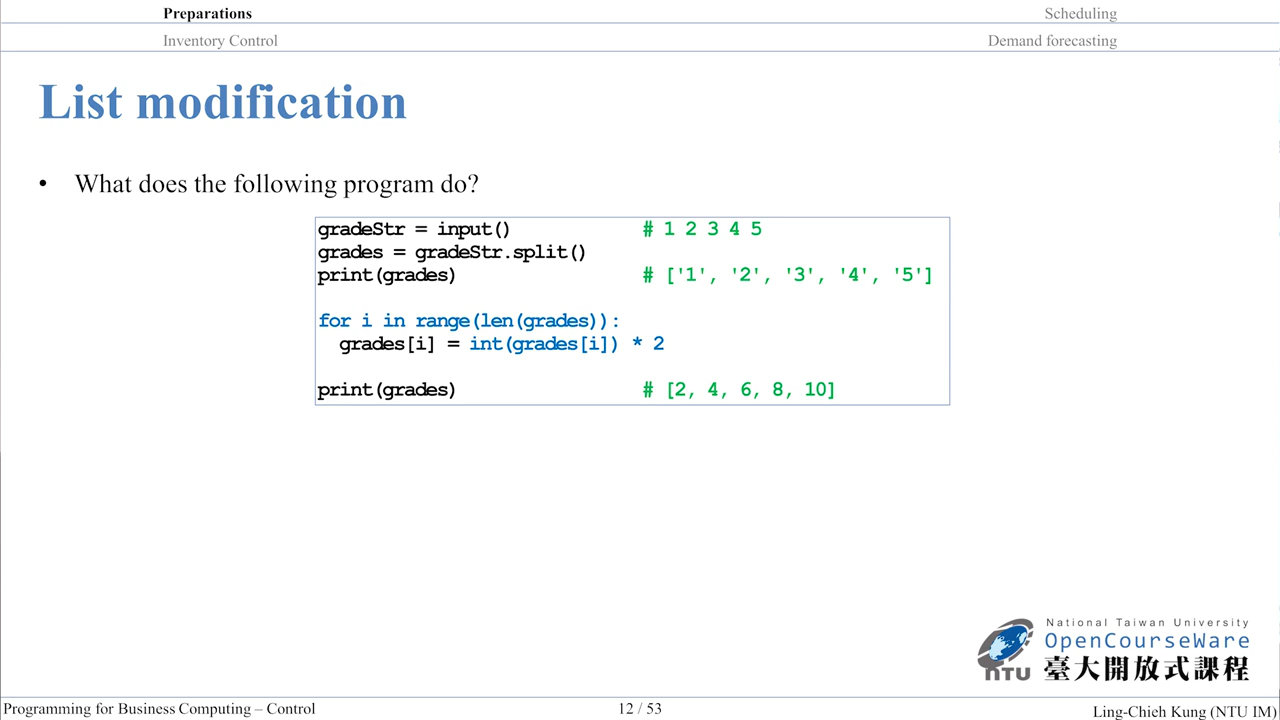 Preparations
Scheduling
Inventory Control
Demand forecasting
List modification
• What does the following program do?
gradeStr = input() # 1 2 3 4 5
grades = gradeStr.split()
print(grades) # ['1', '2', '3', '4', '5']
for i in range(len(grades)):
grades[i] = int(grades[i]) * 2
print(grades) # [2, 4, 6, 8, 10]
National Taiwan University
OpenCourseWare
NTU 臺大開放式課程
Programming for Business Computing – Control
12 / 53
Ling-Chieh Kung (NTU IM)